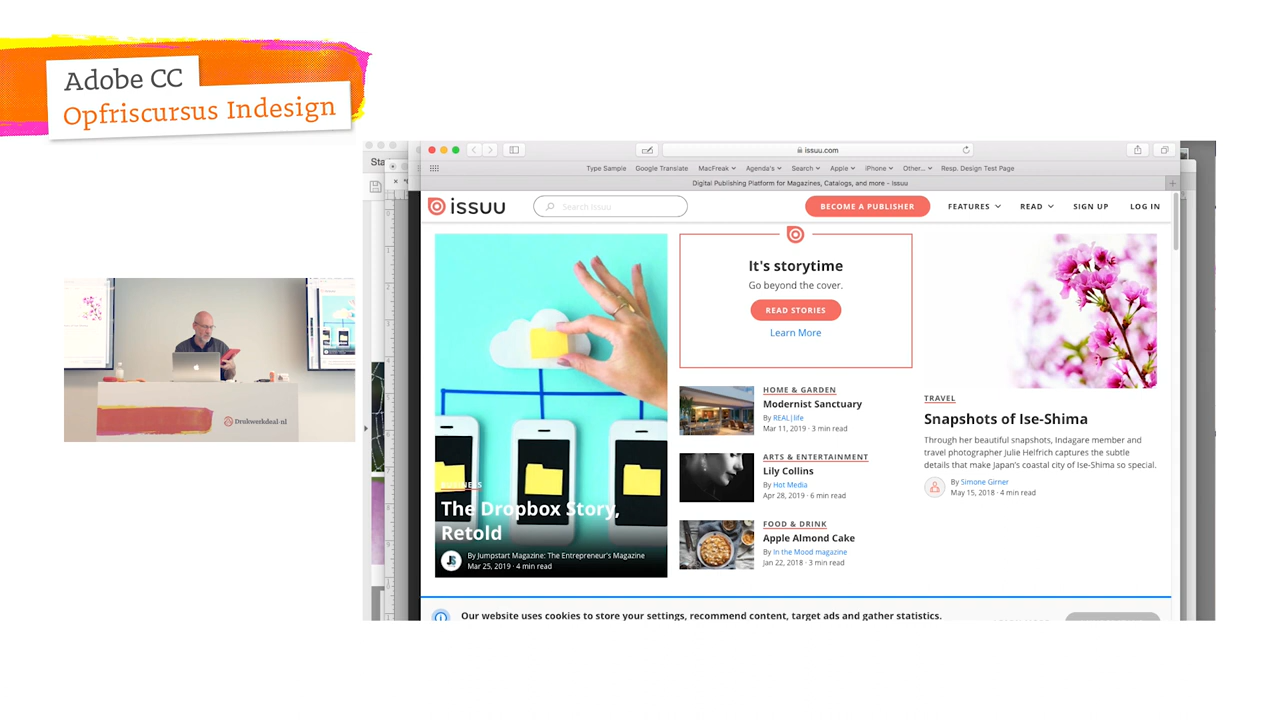 Adobe CC
Opfriscursus Indesign
Drukwerkdeal.nl
Sta
issuu.com
Type Sample Google Translate MacFreak Agenda's Search Apple iPhone Other... Resp. Design Test Page
Digital Publishing Platform for Magazines, Catalogs, and more - Issuu
issuu
Search Issuu
BECOME A PUBLISHER
FEATURES
READ
SIGN UP
LOG IN
BUSINESS
The Dropbox Story,
Retold
By Jumpstart Magazine: The Entrepreneur's Magazine
Mar 25, 2019 · 4 min read
It's storytime
Go beyond the cover.
READ STORIES
Learn More
HOME & GARDEN
Modernist Sanctuary
By REAL|life
Mar 11, 2019 · 3 min read
ARTS & ENTERTAINMENT
Lily Collins
By Hot Media
Apr 28, 2019 · 6 min read
FOOD & DRINK
Apple Almond Cake
By In the Mood magazine
Jan 22, 2018 · 3 min read
TRAVEL
Snapshots of Ise-Shima
Through her beautiful snapshots, Indagare member and
travel photographer Julie Helfrich captures the subtle
details that make Japan's coastal city of Ise-Shima so special.
By Simone Girner
May 15, 2018 · 4 min read
Our website uses cookies to store your settings, recommend content, target ads and gather statistics.